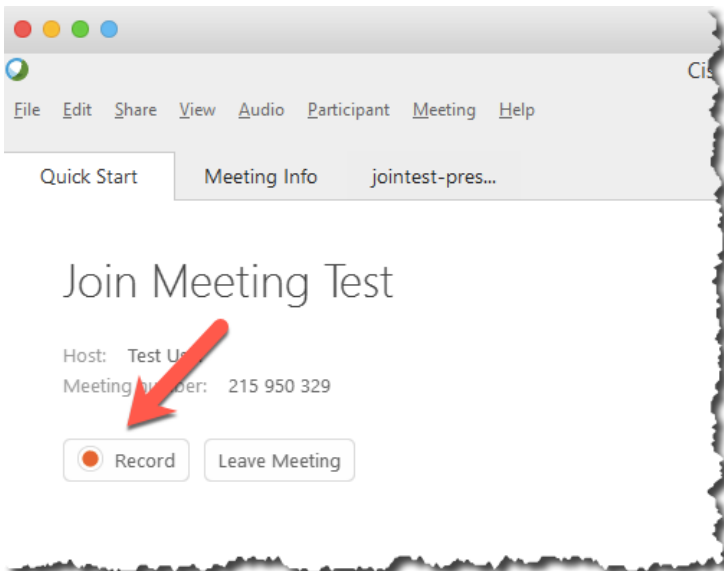 File Edit Share View Audio Participant Meeting Help
Quick Start Meeting Info jointest-pres...
Join Meeting Test
Host: Test
Meeting number: 215 950 329
Record Leave Meeting